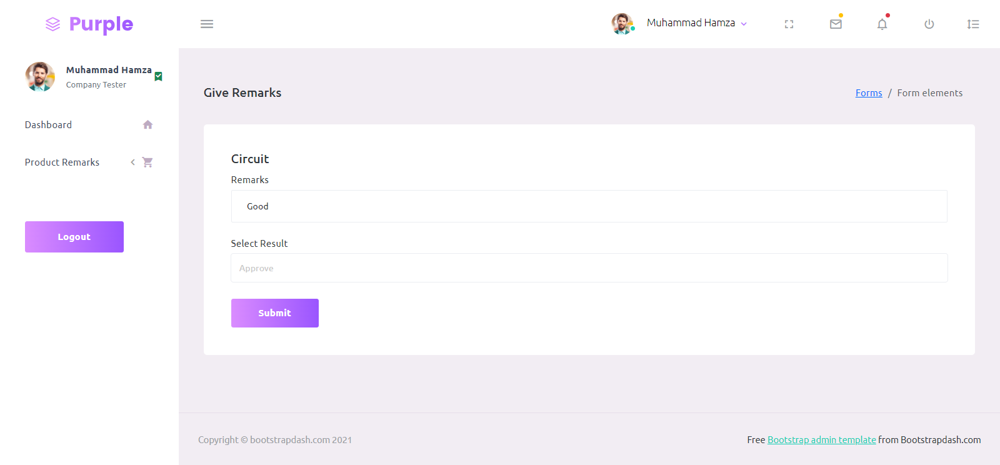 Purple
Muhammad Hamza
Muhammad Hamza
Company Tester
Dashboard
Product Remarks
Logout
Give Remarks
Forms / Form elements
Circuit
Remarks
Good
Select Result
Approve
Submit
Copyright © bootstrapdash.com 2021
Free Bootstrap admin template from Bootstrapdash.com